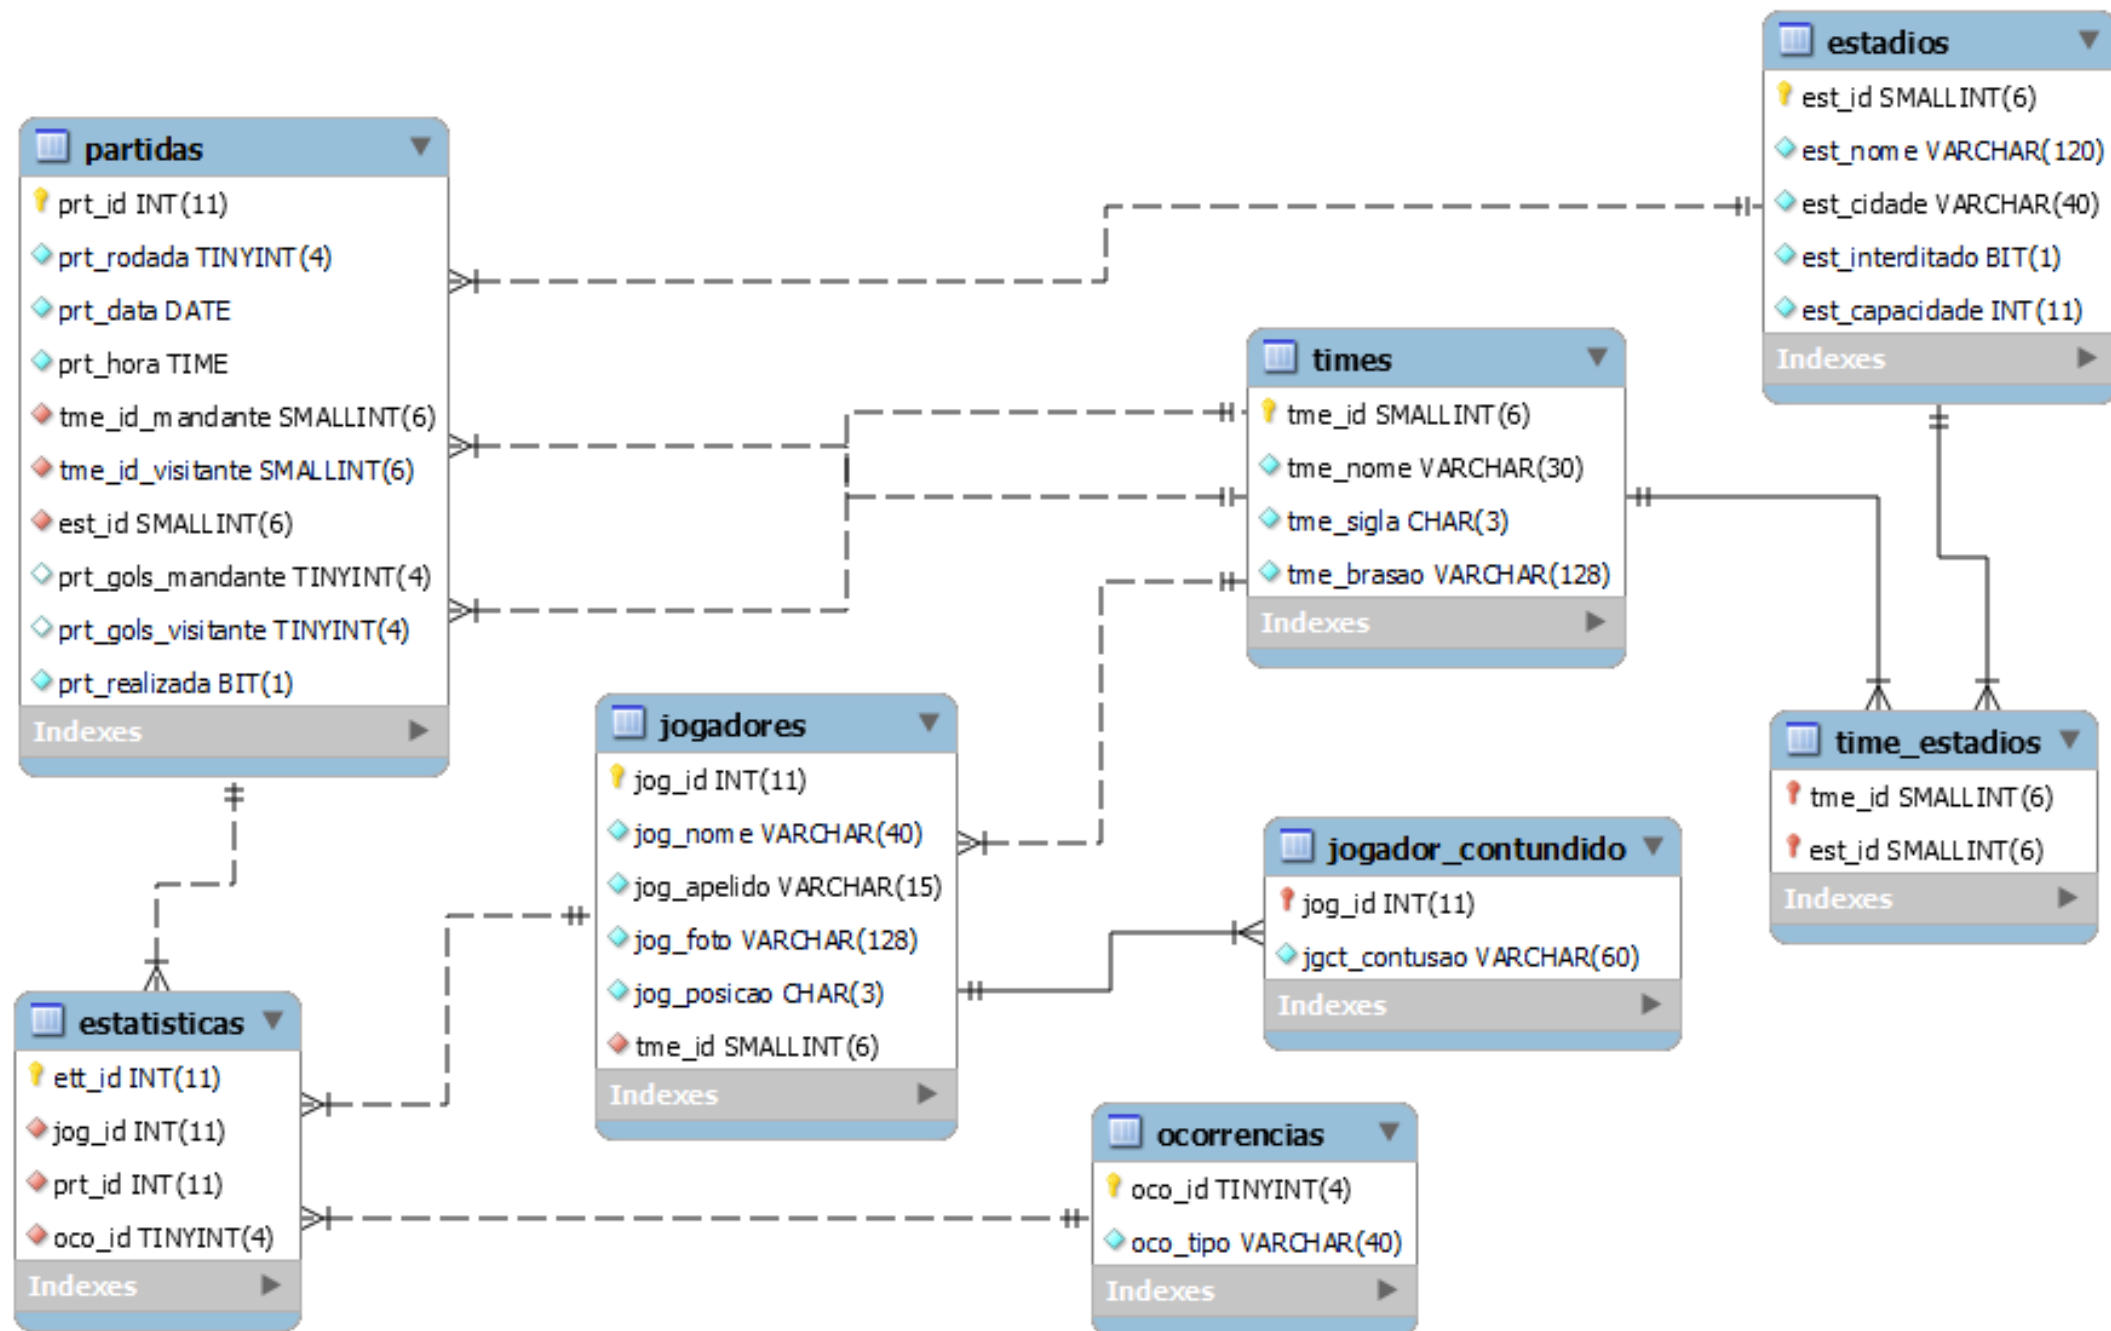 estadios
est_id SMALLINT(6)
est_nome VARCHAR(120)
est_cidade VARCHAR(40)
est_interditado BIT(1)
est_capacidade INT(11)
Indexes
partidas
prt_id INT(11)
prt_rodada TINYINT(4)
prt_data DATE
prt_hora TIME
tme_id_mandante SMALLINT(6)
tme_id_visitante SMALLINT(6)
est_id SMALLINT(6)
prt_gols_mandante TINYINT(4)
prt_gols_visitante TINYINT(4)
prt_realizada BIT(1)
Indexes
times
tme_id SMALLINT(6)
tme_nome VARCHAR(30)
tme_sigla CHAR(3)
tme_brasao VARCHAR(128)
Indexes
jogadores
jog_id INT(11)
jog_nome VARCHAR(40)
jog_apelido VARCHAR(15)
jog_foto VARCHAR(128)
jog_posicao CHAR(3)
tme_id SMALLINT(6)
Indexes
time_estadios
tme_id SMALLINT(6)
est_id SMALLINT(6)
Indexes
jogador_contundido
jog_id INT(11)
jgct_contusao VARCHAR(60)
Indexes
estatisticas
ett_id INT(11)
jog_id INT(11)
prt_id INT(11)
oco_id TINYINT(4)
Indexes
ocorrencias
oco_id TINYINT(4)
oco_tipo VARCHAR(40)
Indexes